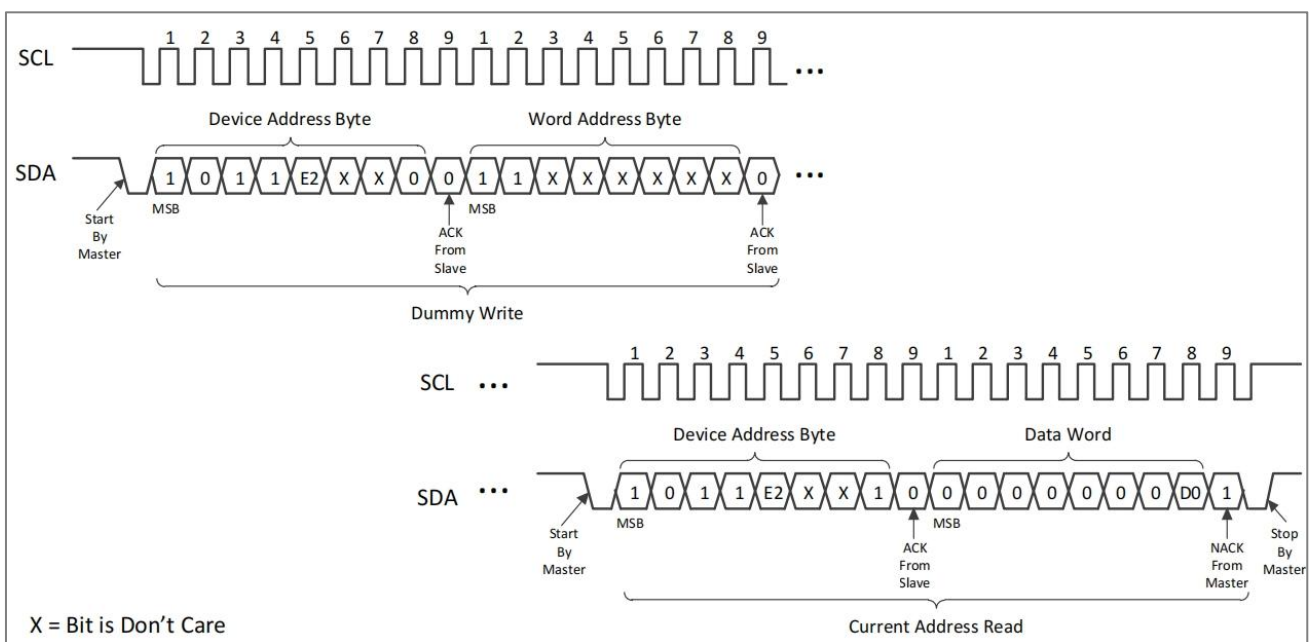 1 2 3 4 5 6 7 8 9 1 2 3 4 5 6 7 8 9
SCL ...
Device Address Byte Word Address Byte
SDA 1 0 1 1 E2 X X 0 0 1 1 X X X X X X 0 ...
MSB MSB
Start By Master
ACK From Slave
ACK From Slave
Dummy Write
1 2 3 4 5 6 7 8 9 1 2 3 4 5 6 7 8 9
SCL ...
Device Address Byte Data Word
SDA ... 1 0 1 1 E2 X X 1 0 0 0 0 0 0 0 0 D0 1
MSB MSB
Start By Master
ACK From Slave
NACK From Master
Stop By Master
X = Bit is Don't Care
Current Address Read